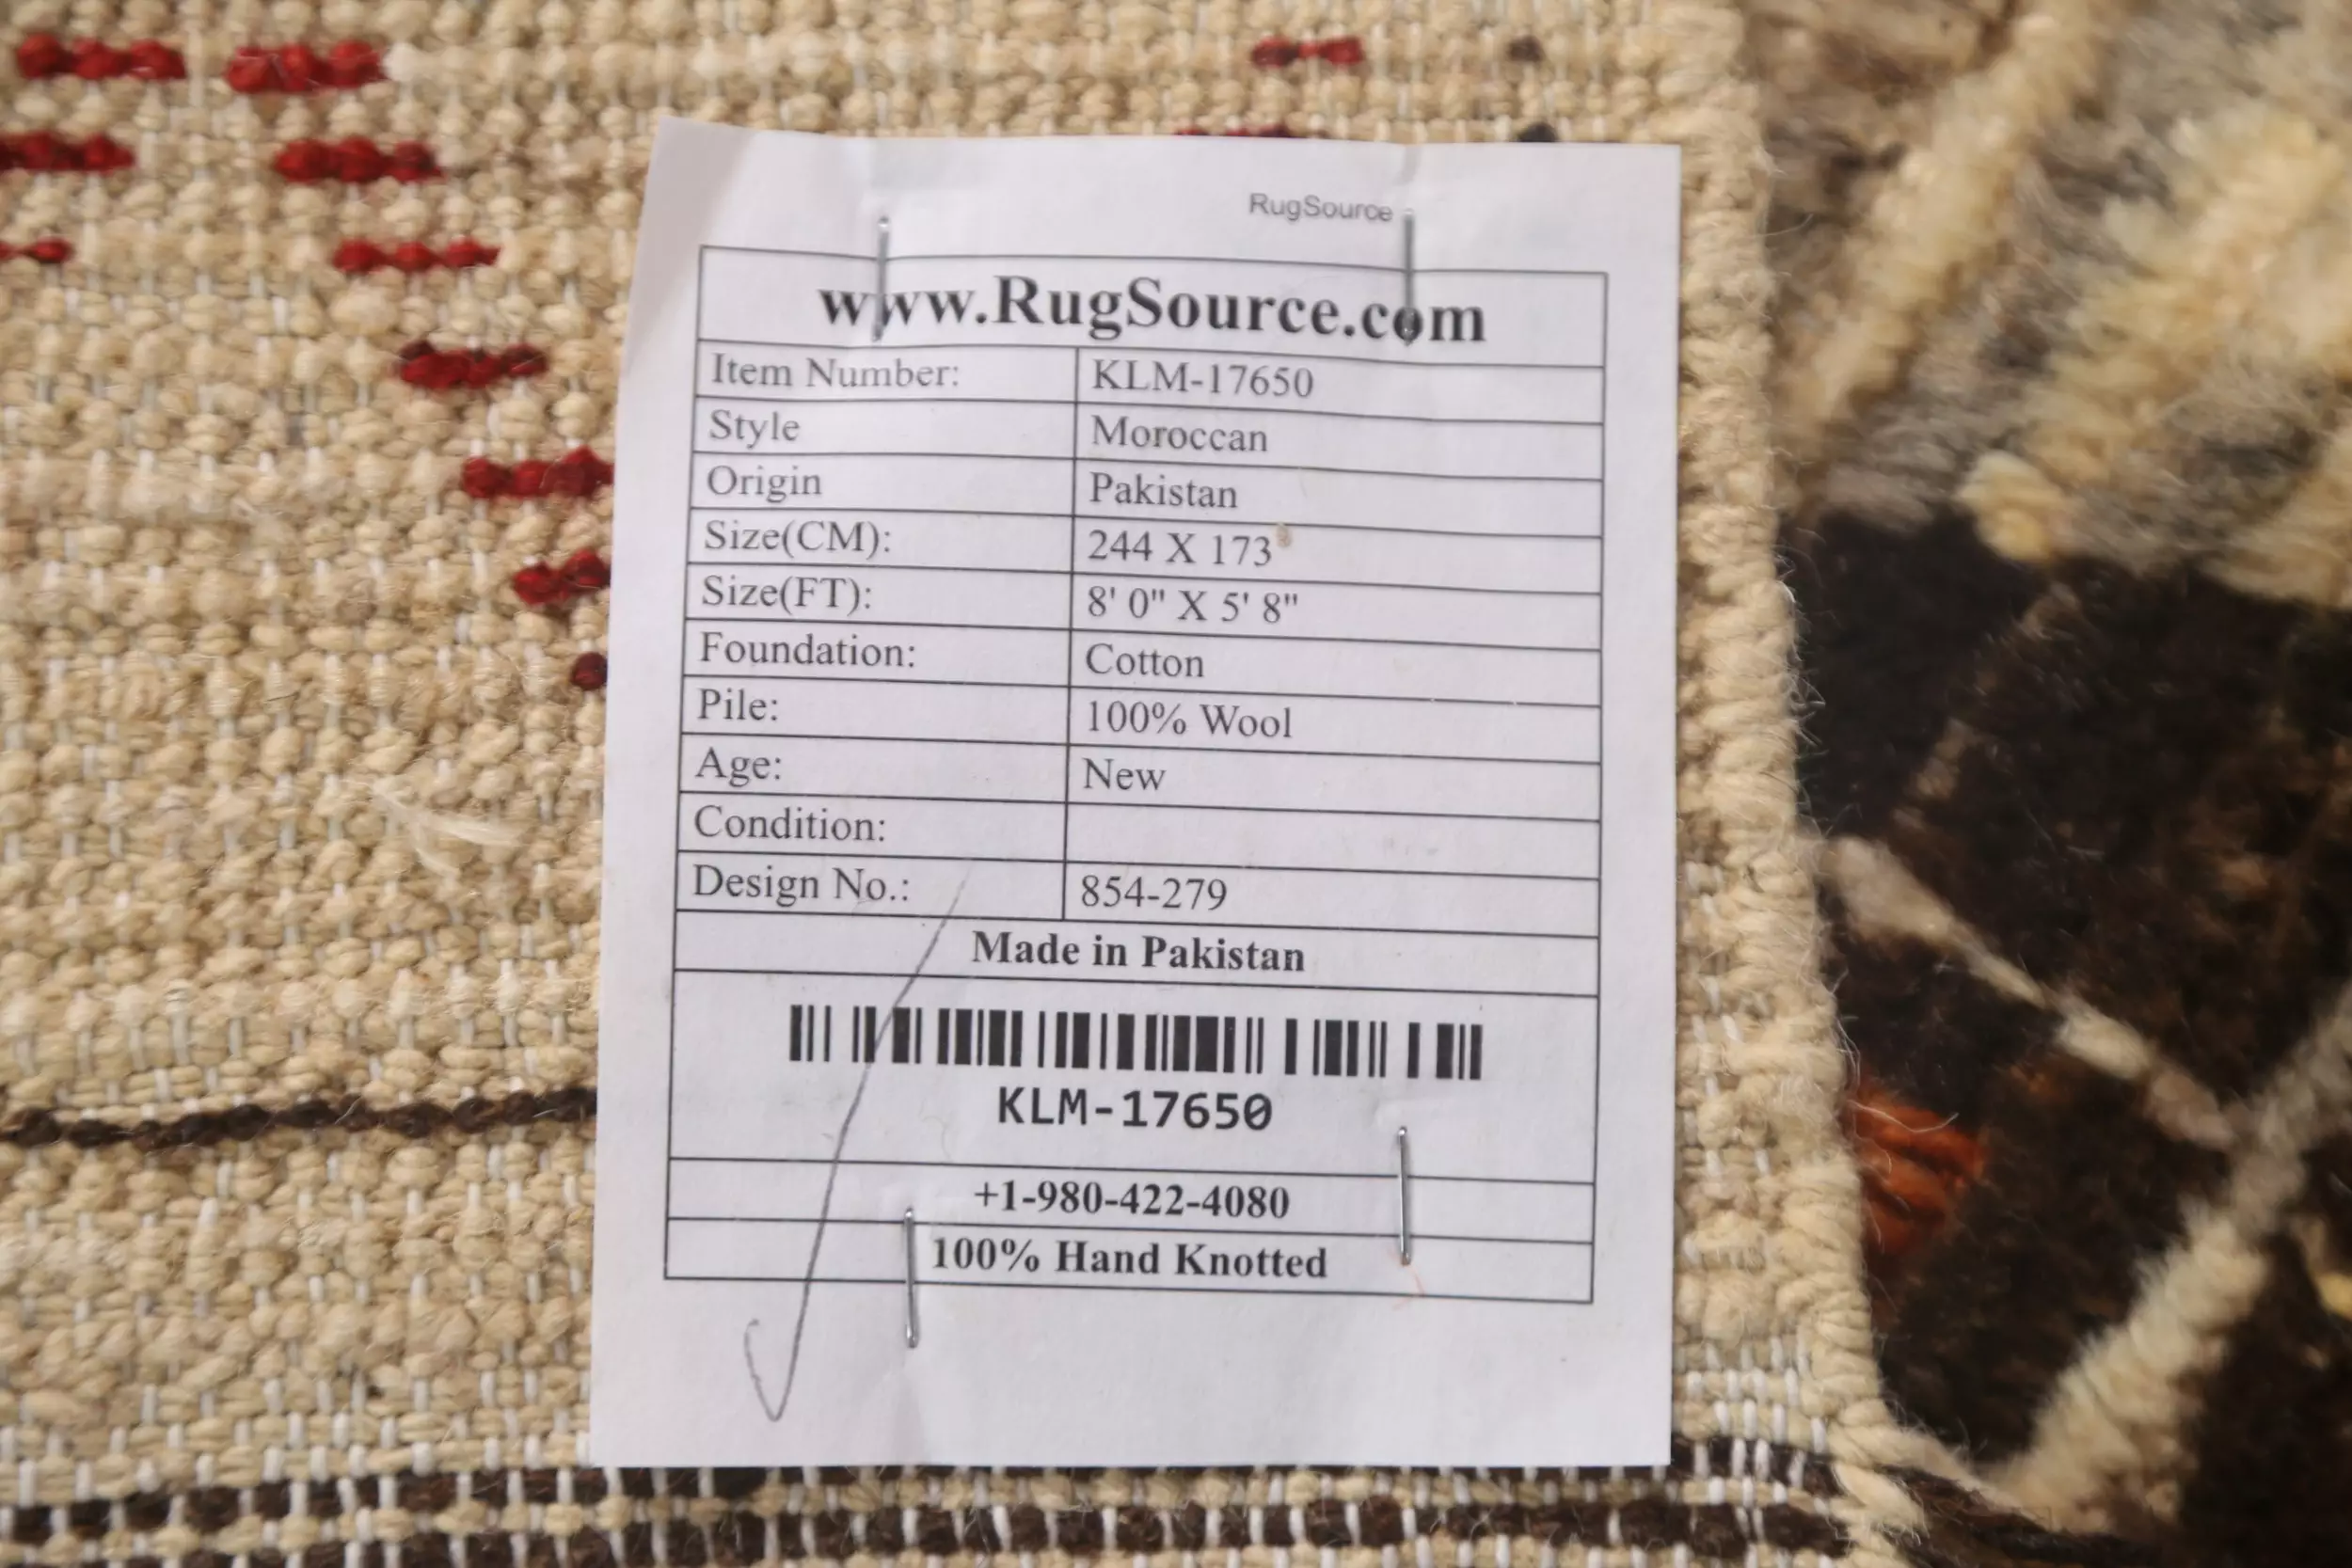 RugSource
www.RugSource.com
Item Number: KLM-17650
Style Moroccan
Origin Pakistan
Size(CM): 244 X 173
Size(FT): 8' 0" X 5' 8"
Foundation: Cotton
Pile: 100% Wool
Age: New
Condition:
Design No.: 854-279
Made in Pakistan
KLM-17650
+1-980-422-4080
100% Hand Knotted